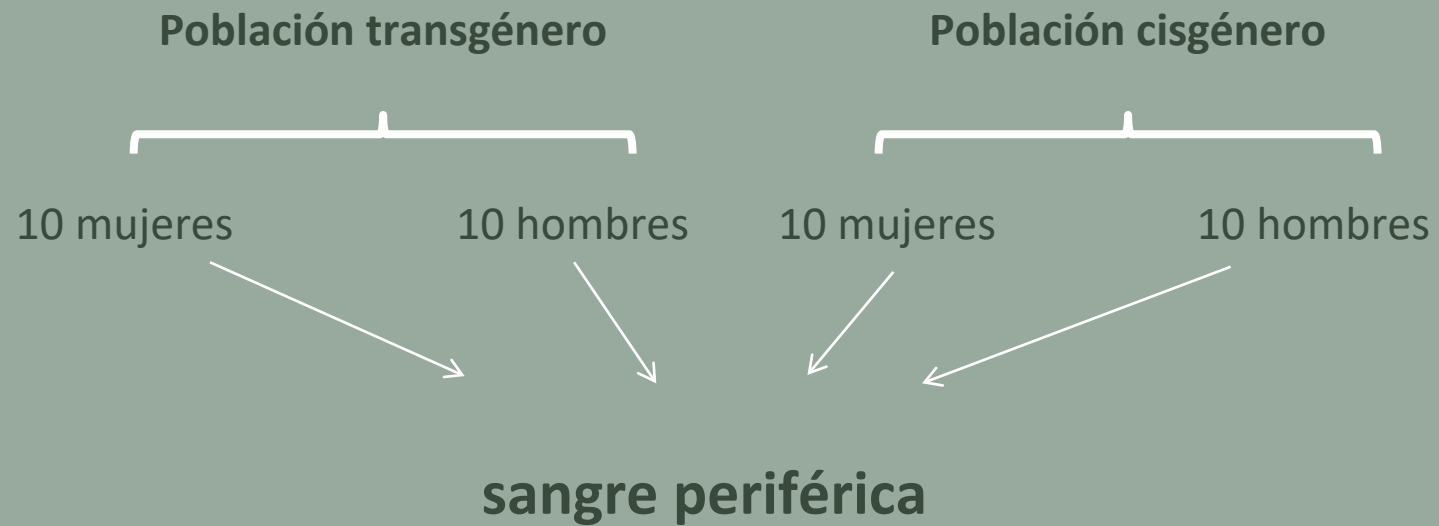 Población transgénero
Población cisgénero
10 mujeres
10 hombres
10 mujeres
10 hombres
sangre periférica